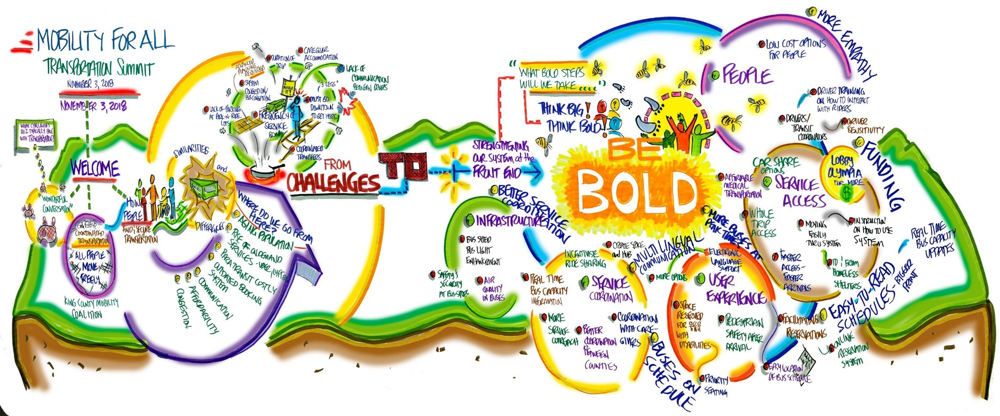 MOBILITY FOR ALL
TRANSPORTATION SUMMIT
NOVEMBER 3, 2018
NOVEMBER 3, 2018
WHAT CHALLENGES
DO I TYPICALLY FACE
WITH TRANSPORTATION?
WELCOME
"WONDERFUL
CONVERSATION"
COORDINATED
TRANSPORTATION
ALL PEOPLE
MOVE
FREELY
KING COUNTY MOBILITY
COALITION
HOW
PEOPLE
FIND & SECURE
TRANSPORTATION
SIMILARITIES
and
DIFFERENCES
WHERE DO WE GO FROM
HERE?
AGING POPULATION
RISE OF ON DEMAND
SERVICES - UBER, LYFT
PARATRANSIT COSTLY
OUTDATED BOOKING
SYSTEM
COMMUNICATION
AFFORDABILITY
CONGESTION
ADVANCED
PLANNING
REQUIRED
DURATION OF
TRIP
CAREGIVER
ACCOMMODATION
LACK OF
COMMUNICATION
BETWEEN DRIVERS
SYSTEM
CONGESTION/
BUS CONGESTION
I
MISSED
IT!
"3 LEGS"
MUST GO
DOWNTOWN
TO GET HERE
LACK OF PARKING
AT PARK-N-RIDE
LOTS
FREQUENCY OF
SERVICE
COORDINATED
TRANSFERS
FROM
CHALLENGES
TO
STRENGTHENING
OUR SYSTEM at the
FRONT END
"WHAT BOLD STEPS
WILL WE TAKE...."
THINK BIG!
THINK BOLD!
BE
BOLD
PEOPLE
LOW COST OPTIONS
FOR PEOPLE
MORE EMPATHY
DRIVER TRAINING
ON HOW TO INTERACT
WITH RIDERS
DRIVERS/
TRANSIT
COORDINATORS
DRIVER
SENSITIVITY
FUNDING
LOBBY
OLYMPIA
FOR MORE
$
CAR SHARE
OPTIONS
SERVICE
ACCESS
AFFORDABLE
MEDICAL
TRANSPORTATION
WHOLE
TRIP
ACCESS
MOVING
EASILY
THRU SYSTEM
INSTRUCTION
ON HOW TO USE
SYSTEM
FASTER
ACCESS -
FASTER
ARRIVALS
TO & FROM
HOMELESS
SHELTERS
REAL TIME
BUS CAPACITY
UPDATES
EASY-TO-READ
SCHEDULES - BIGGER
PRINT
BETTER SERVICE
COORDINATION
INFRASTRUCTURE
BUS SHED
BUS LIGHT
ENHANCEMENT
SAFETY &
SECURITY
AT BUS STOPS
AIR
QUALITY
IN BUSES
INCENTIVISE
RIDE SHARING
CREATE SPACE
and HUB
MULTI LINGUAL
COMMUNICATION
MORE BUSES AT
PEAK TIMES
REAL TIME
BUS CAPACITY
INFORMATION
SERVICE
COORDINATION
MORE OPTIONS
MORE
SERVICE
OUTREACH
BETTER
COORDINATION
BETWEEN
COUNTIES
COORDINATION
WITH CARE-
GIVERS
BUSES ON
SCHEDULE
ELECTRONIC
LANGUAGE
SUPPORT
USER
EXPERIENCE
SPACE
RESERVED
FOR
WITH
DISABILITIES
PEDESTRIAN
SAFETY AFTER
ARRIVAL
PRIORITY
SEATING
FACILITATING
RESERVATIONS
ONLINE
RESERVATION
SYSTEM
EASY LOCATION
OF BUS SCHEDULE